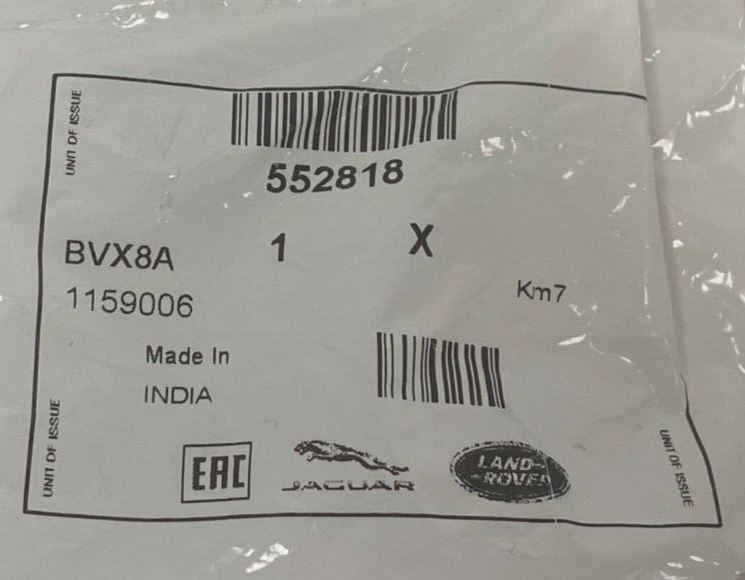 UNIT OF ISSUE
552818
BVX8A 1 X
1159006
Km7
Made In
INDIA
UNIT OF ISSUE
EAC
JAGUAR
LAND-
-ROVER
UNIT OF ISSUE